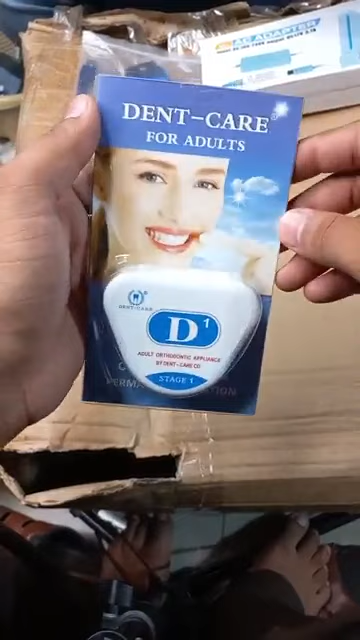 AC ADAPTER
DENT-CARE®
FOR ADULTS
DENT-CARE
D1
ADULT ORTHODONTIC APPLIANCE
BY DENT-CARE CO
STAGE 1